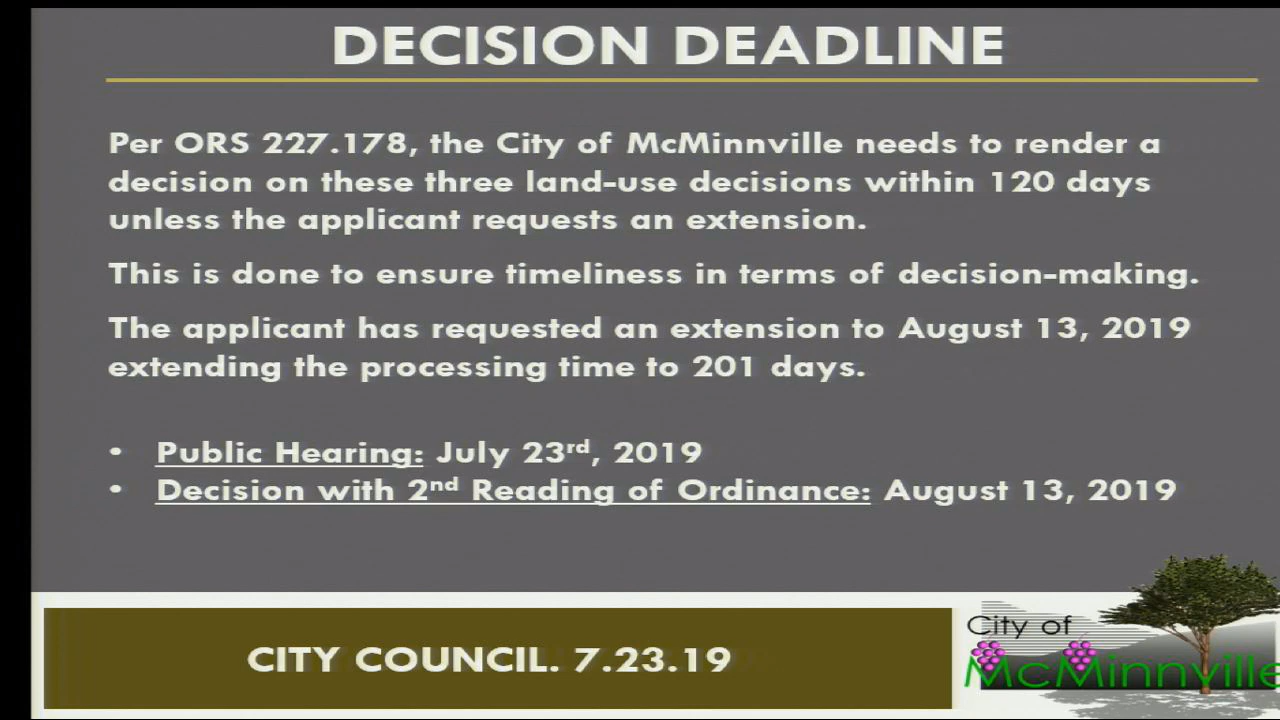 DECISION DEADLINE
Per ORS 227.178, the City of McMinnville needs to render a
decision on these three land-use decisions within 120 days
unless the applicant requests an extension.
This is done to ensure timeliness in terms of decision-making.
The applicant has requested an extension to August 13, 2019
extending the processing time to 201 days.
• Public Hearing: July 23rd, 2019
• Decision with 2nd Reading of Ordinance: August 13, 2019
CITY COUNCIL. 7.23.19
City of
McMinnville